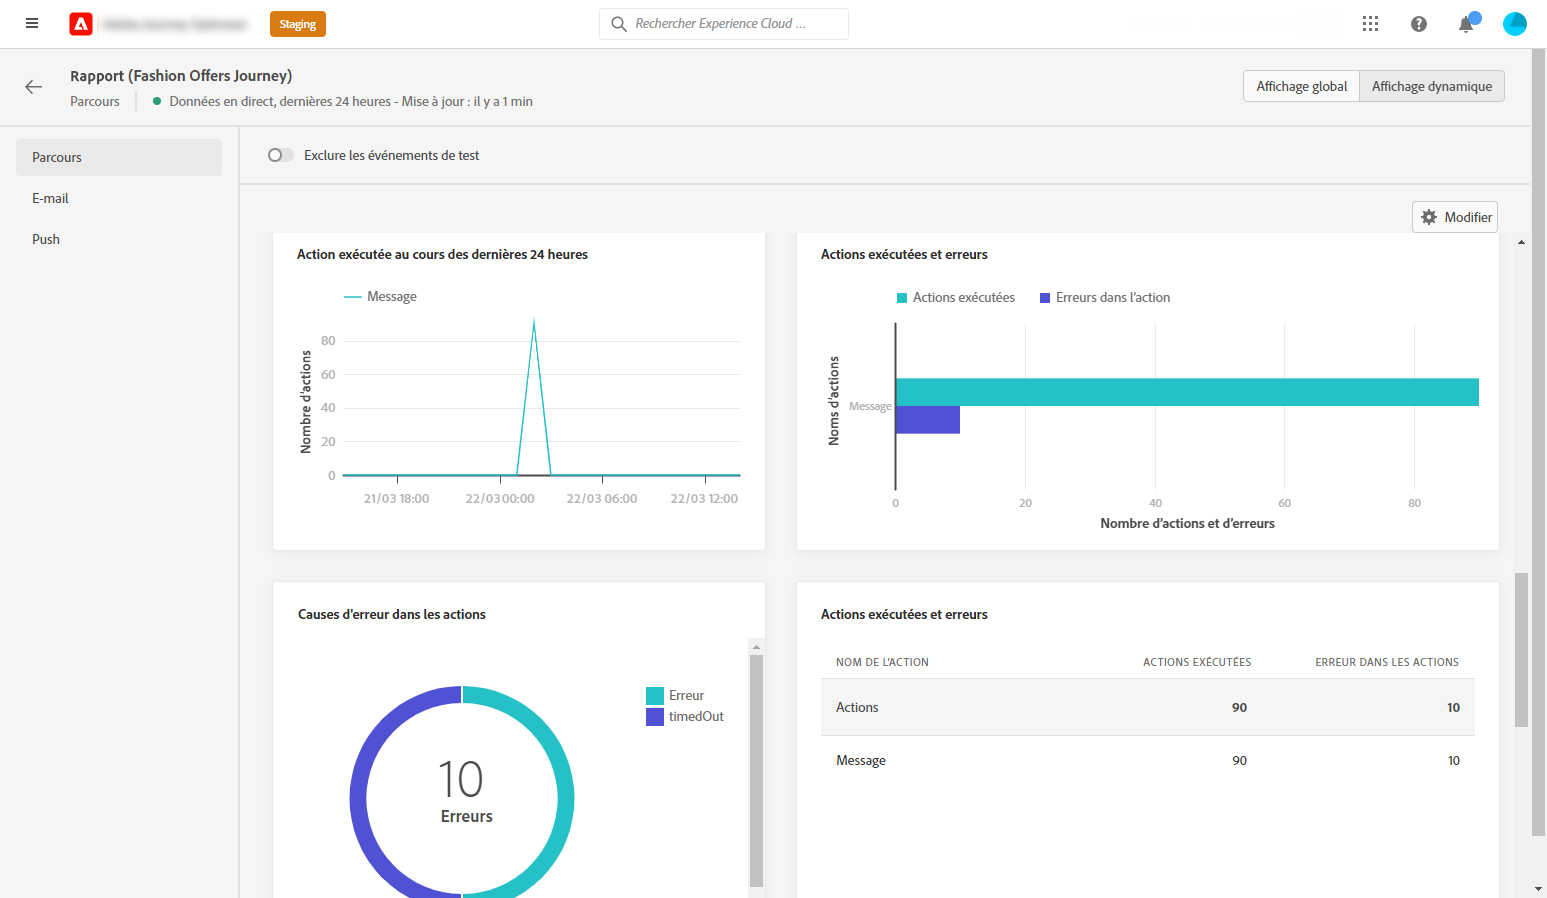 Staging
Rechercher Experience Cloud ...
Rapport (Fashion Offers Journey)
Parcours
Données en direct, dernières 24 heures - Mise à jour : il y a 1 min
Affichage global
Affichage dynamique
Parcours
E-mail
Push
Exclure les événements de test
Modifier
Action exécutée au cours des dernières 24 heures
Message
Nombre d'actions
80
60
40
20
0
21/03 18:00
22/03 00:00
22/03 06:00
22/03 12:00
Actions exécutées et erreurs
Actions exécutées
Erreurs dans l'action
Noms d'actions
Message
0
20
40
60
80
Nombre d'actions et d'erreurs
Causes d'erreur dans les actions
Erreur
timedOut
10
Erreurs
Actions exécutées et erreurs
NOM DE L'ACTION
ACTIONS EXÉCUTÉES
ERREUR DANS LES ACTIONS
Actions
90
10
Message
90
10